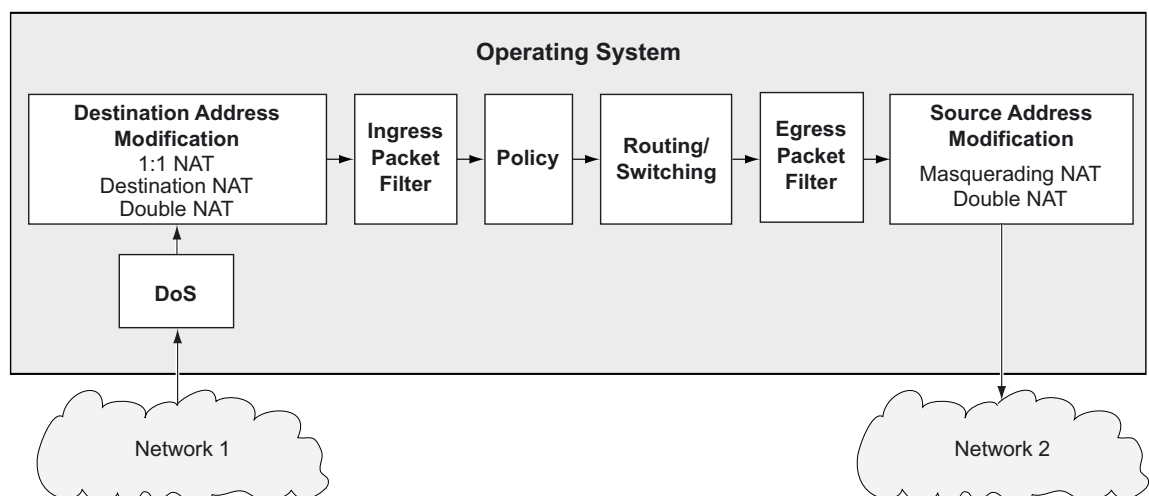 Operating System
Destination Address
Modification
1:1 NAT
Destination NAT
Double NAT
Ingress
Packet
Filter
Policy
Routing/
Switching
Egress
Packet
Filter
Source Address
Modification
Masquerading NAT
Double NAT
DoS
Network 1
Network 2